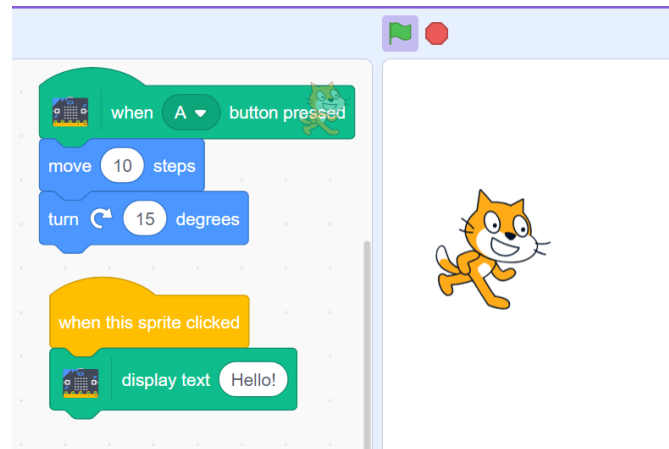 when A button pressed
move 10 steps
turn 15 degrees
when this sprite clicked
display text Hello!